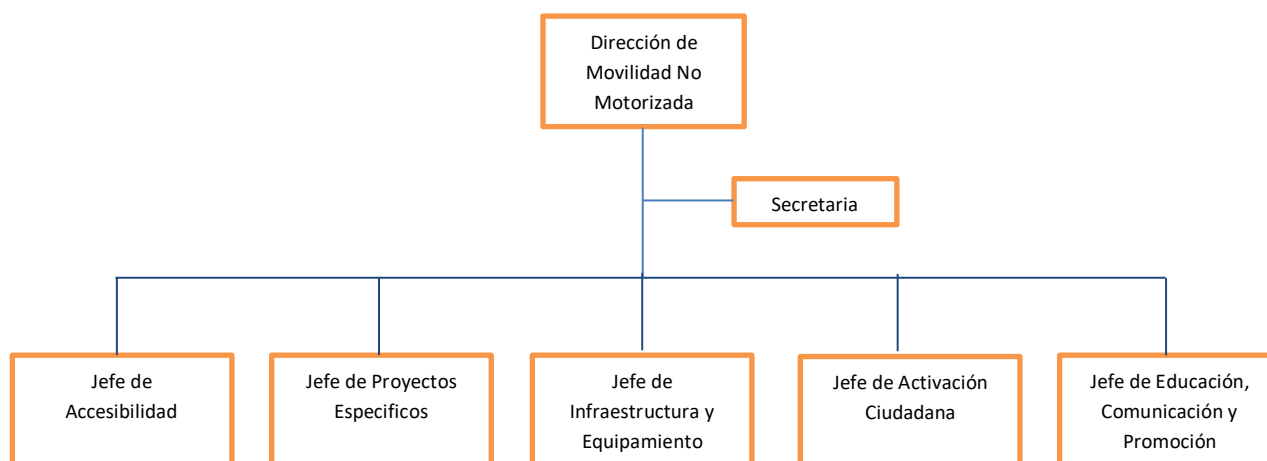 Dirección de
Movilidad No
Motorizada
Secretaria
Jefe de
Accesibilidad
Jefe de Proyectos
Especificos
Jefe de
Infraestructura y
Equipamiento
Jefe de Activación
Ciudadana
Jefe de Educación,
Comunicación y
Promoción